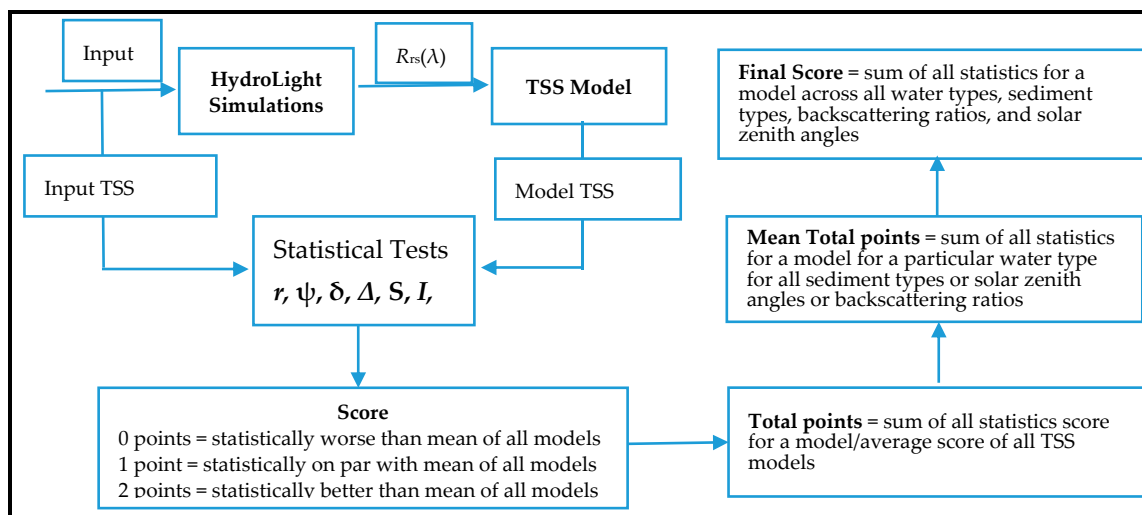 Input
HydroLight
Simulations
Rrs(λ)
TSS Model
Input TSS
Model TSS
Statistical Tests
r, ψ, δ, Δ, S, I,
Score
0 points = statistically worse than mean of all models
1 point = statistically on par with mean of all models
2 points = statistically better than mean of all models
Total points = sum of all statistics score
for a model/average score of all TSS
models
Mean Total points = sum of all statistics
for a model for a particular water type
for all sediment types or solar zenith
angles or backscattering ratios
Final Score = sum of all statistics for a
model across all water types, sediment
types, backscattering ratios, and solar
zenith angles